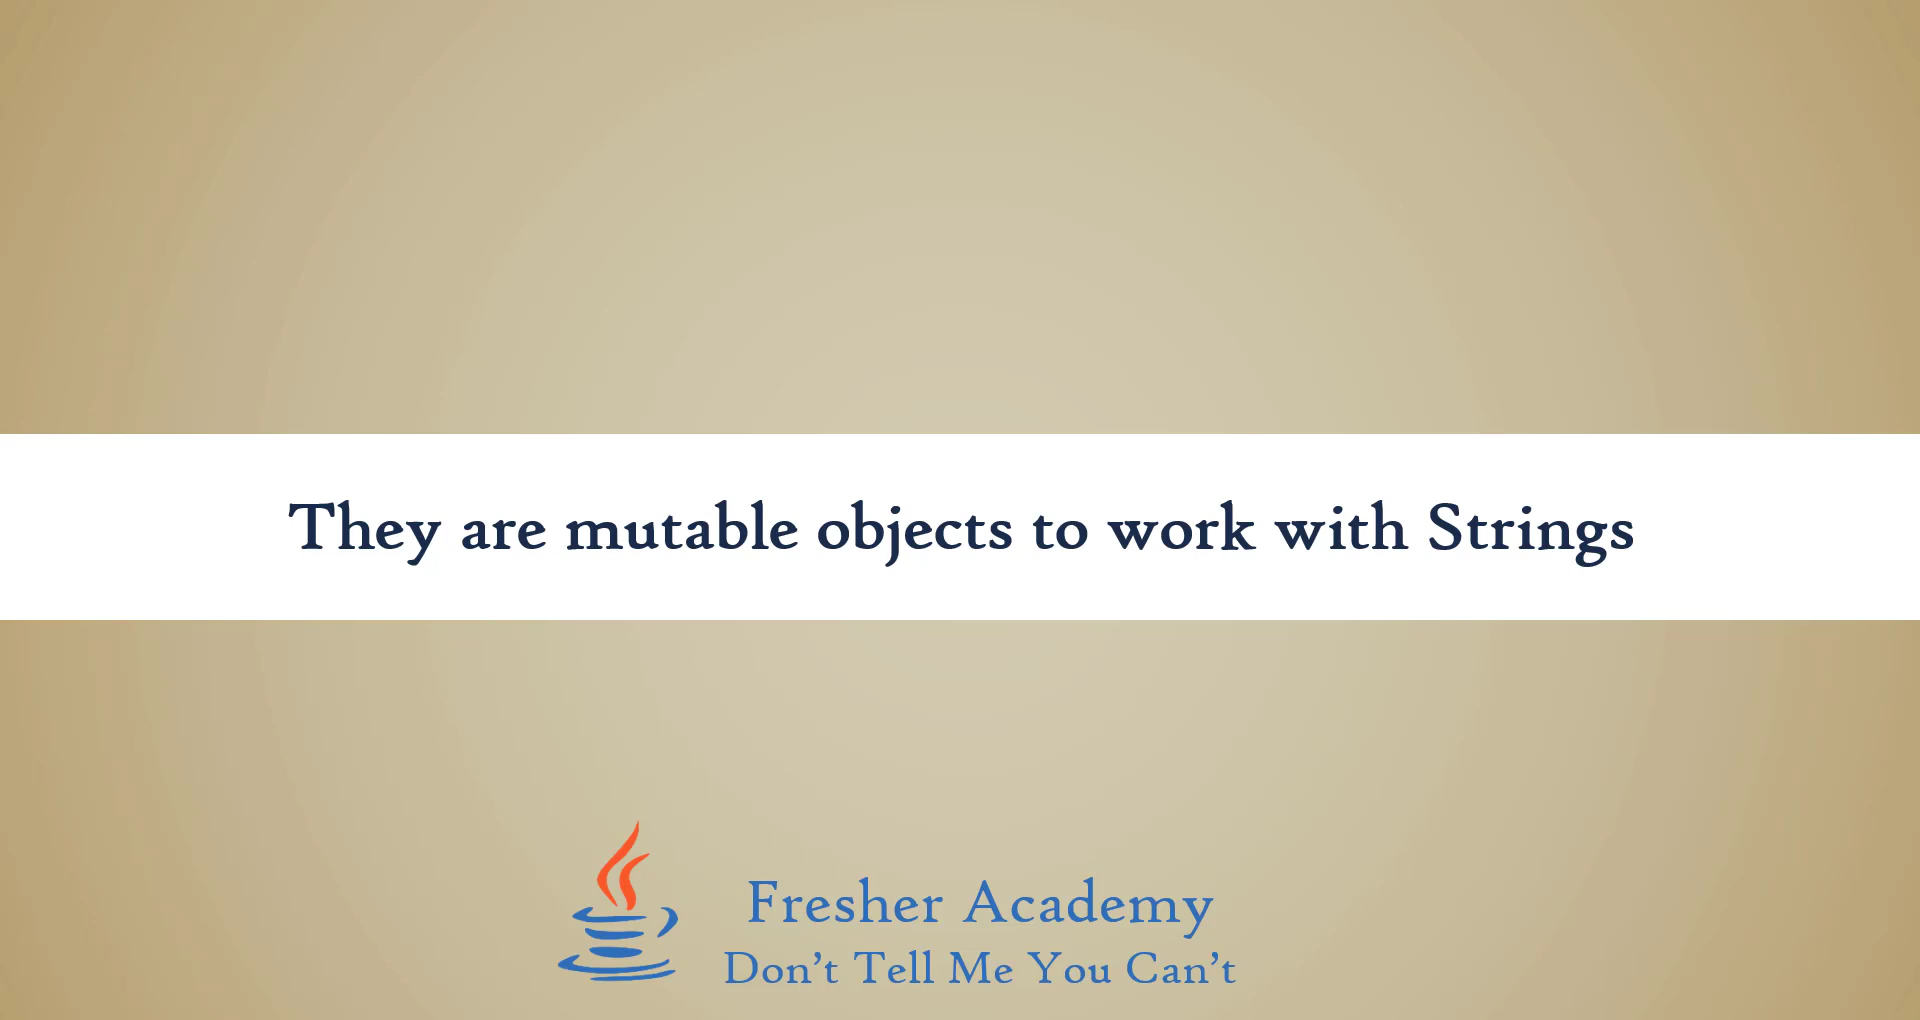 They are mutable objects to work with Strings
Fresher Academy
Don’t Tell Me You Can’t